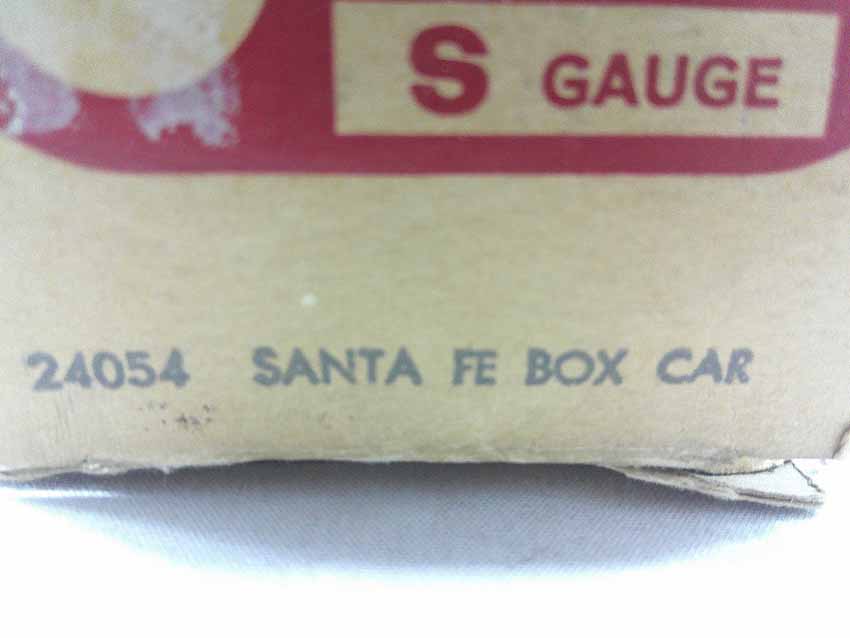 S GAUGE
24054 SANTA FE BOX CAR